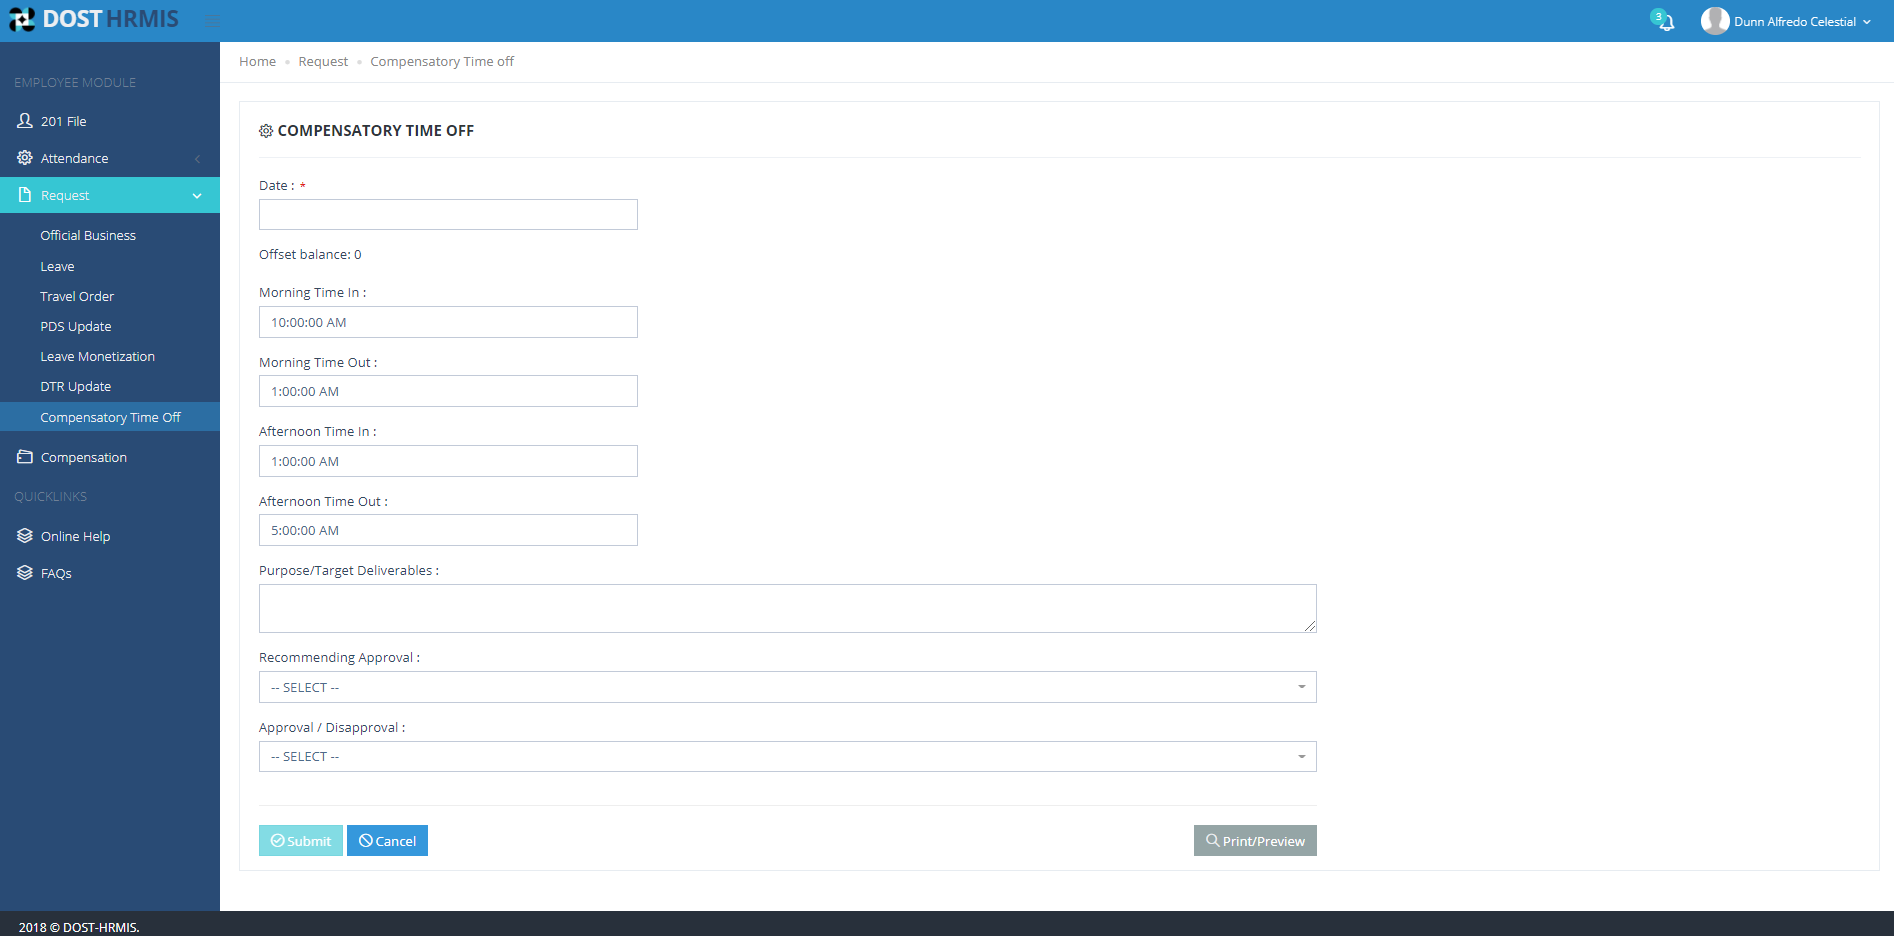 DOST HRMIS
3
Dunn Alfredo Celestial
Home • Request • Compensatory Time off
EMPLOYEE MODULE
201 File
Attendance
Request
Official Business
Leave
Travel Order
PDS Update
Leave Monetization
DTR Update
Compensatory Time Off
Compensation
QUICKLINKS
Online Help
FAQs
COMPENSATORY TIME OFF
Date : *
Offset balance: 0
Morning Time In :
10:00:00 AM
Morning Time Out :
1:00:00 AM
Afternoon Time In :
1:00:00 AM
Afternoon Time Out :
5:00:00 AM
Purpose/Target Deliverables :
Recommending Approval :
-- SELECT --
Approval / Disapproval :
-- SELECT --
Submit Cancel Print/Preview
2018 © DOST-HRMIS.